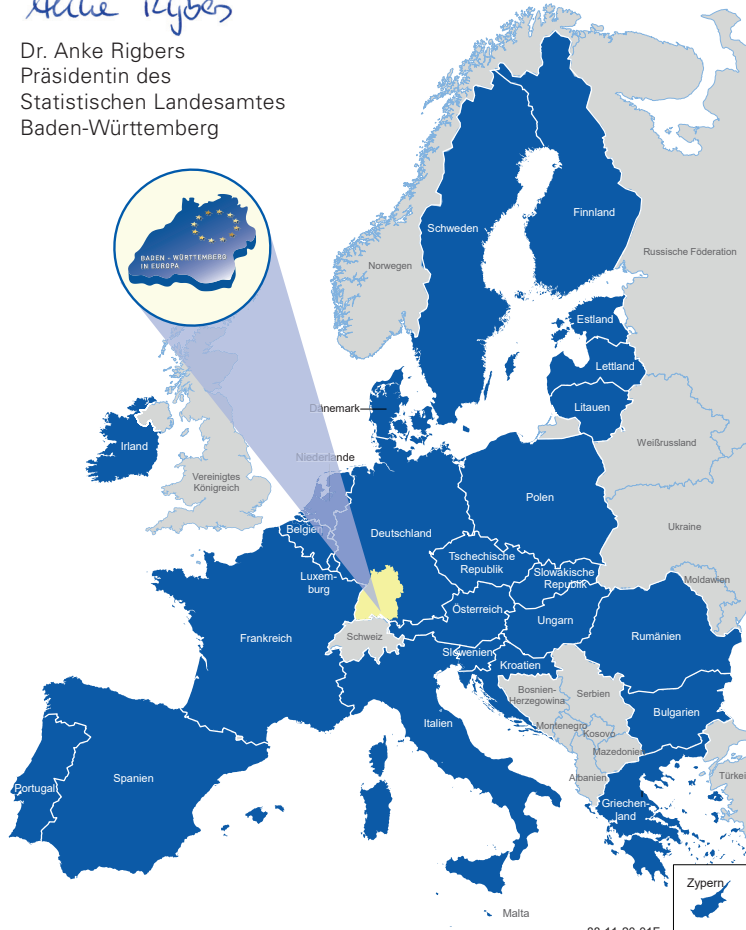 Anke Rigbers
Dr. Anke Rigbers
Präsidentin des
Statistischen Landesamtes
Baden-Württemberg
BADEN - WÜRTTEMBERG
IN EUROPA
Finnland
Schweden
Russische Föderation
Norwegen
Estland
Lettland
Dänemark
Litauen
Irland
Weißrussland
Niederlande
Vereinigtes
Königreich
Polen
Ukraine
Belgien
Deutschland
Tschechische
Republik
Slowakische
Republik
Luxem-
burg
Moldawien
Österreich
Ungarn
Frankreich
Schweiz
Rumänien
Slowenien
Kroatien
Bosnien-
Herzegowina
Serbien
Bulgarien
Italien
Montenegro
Kosovo
Mazedonien
Portugal
Spanien
Albanien
Türkei
Griechen-
land
Zypern
Malta